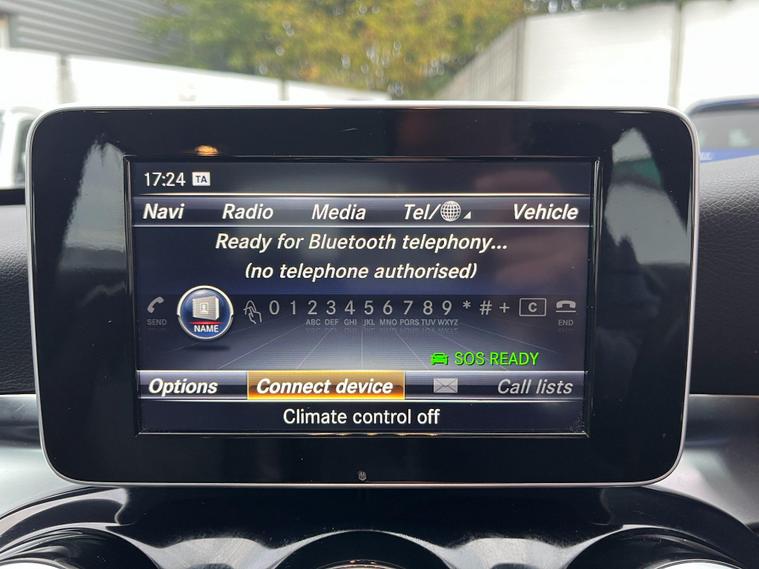 17:24 TA
Navi Radio Media Tel/ Vehicle
Ready for Bluetooth telephony...
(no telephone authorised)
SEND NAME 0 1 2 3 4 5 6 7 8 9 * # + C END
ABC DEF GHI JKL MNO PQRS TUV WXYZ
SOS READY
Options Connect device Call lists
Climate control off